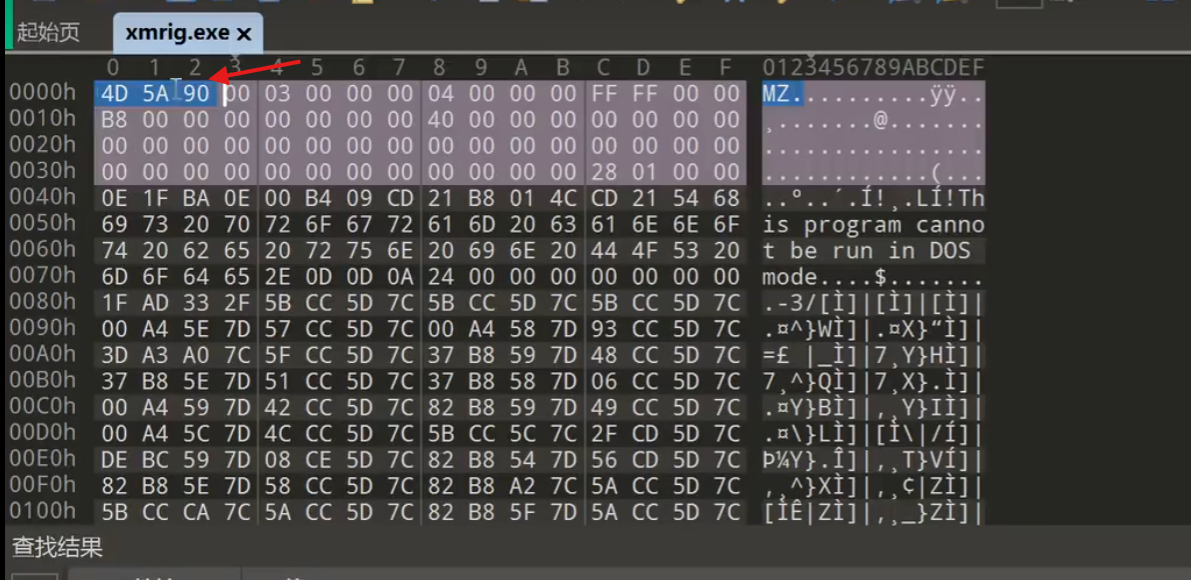 起始页 xmrig.exe ×
0 1 2 3 4 5 6 7 8 9 A B C D E F 0123456789ABCDEF
0000h 4D 5A 90 00 03 00 00 00 04 00 00 00 FF FF 00 00 MZ..........ÿÿ..
0010h B8 00 00 00 00 00 00 00 40 00 00 00 00 00 00 00 ¸.......@.......
0020h 00 00 00 00 00 00 00 00 00 00 00 00 00 00 00 00 ................
0030h 00 00 00 00 00 00 00 00 00 00 00 00 28 01 00 00 ............(...
0040h 0E 1F BA 0E 00 B4 09 CD 21 B8 01 4C CD 21 54 68 ..º..´.Í!¸.LÍ!Th
0050h 69 73 20 70 72 6F 67 72 61 6D 20 63 61 6E 6E 6F is program canno
0060h 74 20 62 65 20 72 75 6E 20 69 6E 20 44 4F 53 20 t be run in DOS
0070h 6D 6F 64 65 2E 0D 0D 0A 24 00 00 00 00 00 00 00 mode....$.......
0080h 1F AD 33 2F 5B CC 5D 7C 5B CC 5D 7C 5B CC 5D 7C .-3/[Ì]|[Ì]|[Ì]|
0090h 00 A4 5E 7D 57 CC 5D 7C 00 A4 58 7D 93 CC 5D 7C .¤^}WÌ]|.¤X}“Ì]|
00A0h 3D A3 A0 7C 5F CC 5D 7C 37 B8 59 7D 48 CC 5D 7C =£ |_Ì]|7¸Y}HÌ]|
00B0h 37 B8 5E 7D 51 CC 5D 7C 37 B8 58 7D 06 CC 5D 7C 7¸^}QÌ]|7¸X}.Ì]|
00C0h 00 A4 59 7D 42 CC 5D 7C 82 B8 59 7D 49 CC 5D 7C .¤Y}BÌ]|‚¸Y}IÌ]|
00D0h 00 A4 5C 7D 4C CC 5D 7C 5B CC 5C 7C 2F CD 5D 7C .¤\}LÌ]|[Ì\|/Í]|
00E0h DE BC 59 7D 08 CE 5D 7C 82 B8 54 7D 56 CD 5D 7C Þ¼Y}.Î]|‚¸T}VÍ]|
00F0h 82 B8 5E 7D 58 CC 5D 7C 82 B8 A2 7C 5A CC 5D 7C ‚¸^}XÌ]|‚¸¢|ZÌ]|
0100h 5B CC CA 7C 5A CC 5D 7C 82 B8 5F 7D 5A CC 5D 7C [ÌÊ|ZÌ]|‚¸_}ZÌ]|
查找结果